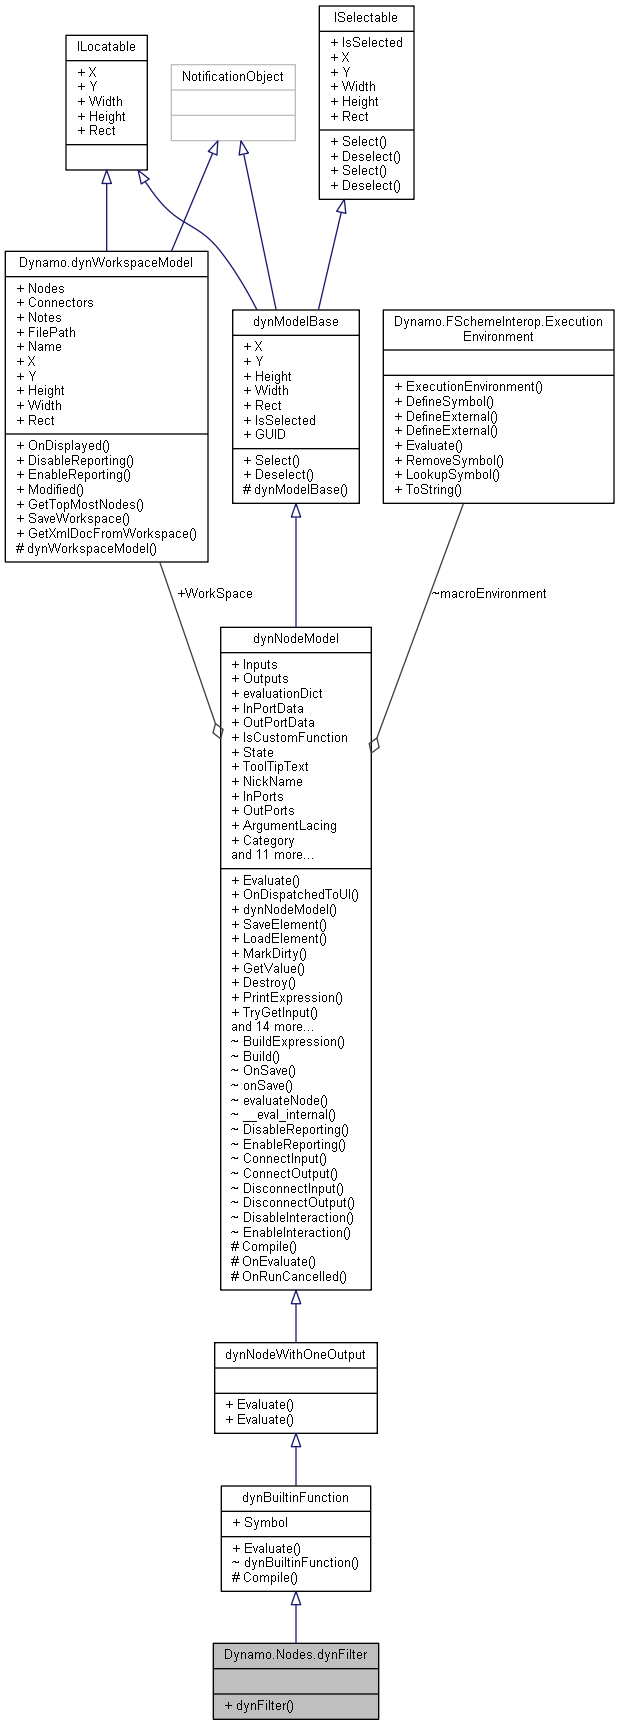 ISelectable
+ IsSelected
+ X
+ Y
+ Width
+ Height
+ Rect
+ Select()
+ Deselect()
+ Select()
+ Deselect()
ILocatable
+ X
+ Y
+ Width
+ Height
+ Rect
NotificationObject
Dynamo.dynWorkspaceModel
+ Nodes
+ Connectors
+ Notes
+ FilePath
+ Name
+ X
+ Y
+ Height
+ Width
+ Rect
+ OnDisplayed()
+ DisableReporting()
+ EnableReporting()
+ Modified()
+ GetTopMostNodes()
+ SaveWorkspace()
+ GetXmlDocFromWorkspace()
# dynWorkspaceModel()
dynModelBase
+ X
+ Y
+ Height
+ Width
+ Rect
+ IsSelected
+ GUID
+ Select()
+ Deselect()
# dynModelBase()
Dynamo.FSchemeInterop.Execution
Environment
+ ExecutionEnvironment()
+ DefineSymbol()
+ DefineExternal()
+ DefineExternal()
+ Evaluate()
+ RemoveSymbol()
+ LookupSymbol()
+ ToString()
+WorkSpace
~macroEnvironment
dynNodeModel
+ Inputs
+ Outputs
+ evaluationDict
+ InPortData
+ OutPortData
+ IsCustomFunction
+ State
+ ToolTipText
+ NickName
+ InPorts
+ OutPorts
+ ArgumentLacing
+ Category
and 11 more...
+ Evaluate()
+ OnDispatchedToUI()
+ dynNodeModel()
+ SaveElement()
+ LoadElement()
+ MarkDirty()
+ GetValue()
+ Destroy()
+ PrintExpression()
+ TryGetInput()
and 14 more...
~ BuildExpression()
~ Build()
~ OnSave()
~ onSave()
~ evaluateNode()
~ __eval_internal()
~ DisableReporting()
~ EnableReporting()
~ ConnectInput()
~ ConnectOutput()
~ DisconnectInput()
~ DisconnectOutput()
~ DisableInteraction()
~ EnableInteraction()
# Compile()
# OnEvaluate()
# OnRunCancelled()
dynNodeWithOneOutput
+ Evaluate()
+ Evaluate()
dynBuiltinFunction
+ Symbol
+ Evaluate()
~ dynBuiltinFunction()
# Compile()
Dynamo.Nodes.dynFilter
+ dynFilter()